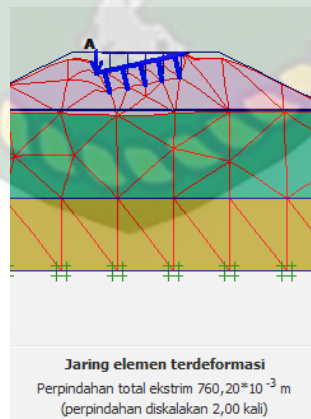 A
Jaring elemen terdeformasi
Perpindahan total ekstrim 760,20*10 -3 m
(perpindahan diskalakan 2,00 kali)